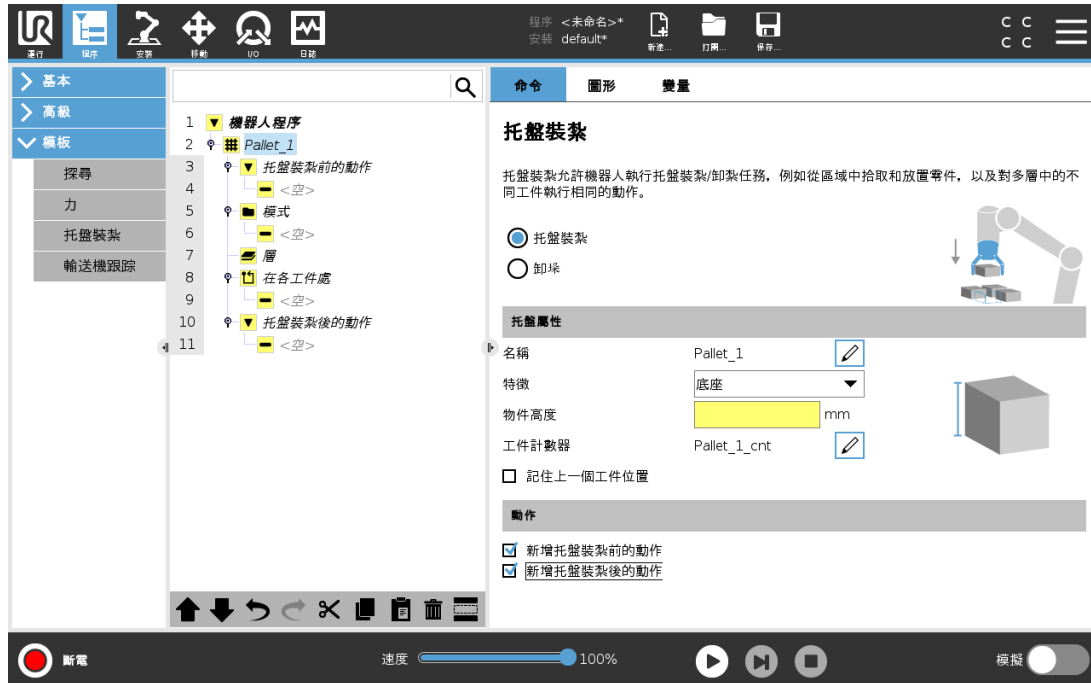 程序 <未命名>*
安裝 default*
運行
程序
安裝
移動
I/O
日誌
新建...
打開...
保存...
C C
C C
基本
高級
模板
探尋
力
托盤裝紮
輸送機跟踪
1 機器人程序
2 Pallet_1
3 托盤裝紮前的動作
4 <空>
5 模式
6 <空>
7 層
8 在各工件處
9 <空>
10 托盤裝紮後的動作
11 <空>
命令 圖形 變量
托盤裝紮
托盤裝紮允許機器人執行托盤裝紮/卸紮任務，例如從區域中拾取和放置零件，以及對多層中的不
同工件執行相同的動作。
托盤裝紮
卸垛
托盤屬性
名稱 Pallet_1
特徵 底座
物件高度 mm
工件計數器 Pallet_1_cnt
記住上一個工件位置
動作
新增托盤裝紮前的動作
新增托盤裝紮後的動作
斷電
速度 100%
模擬